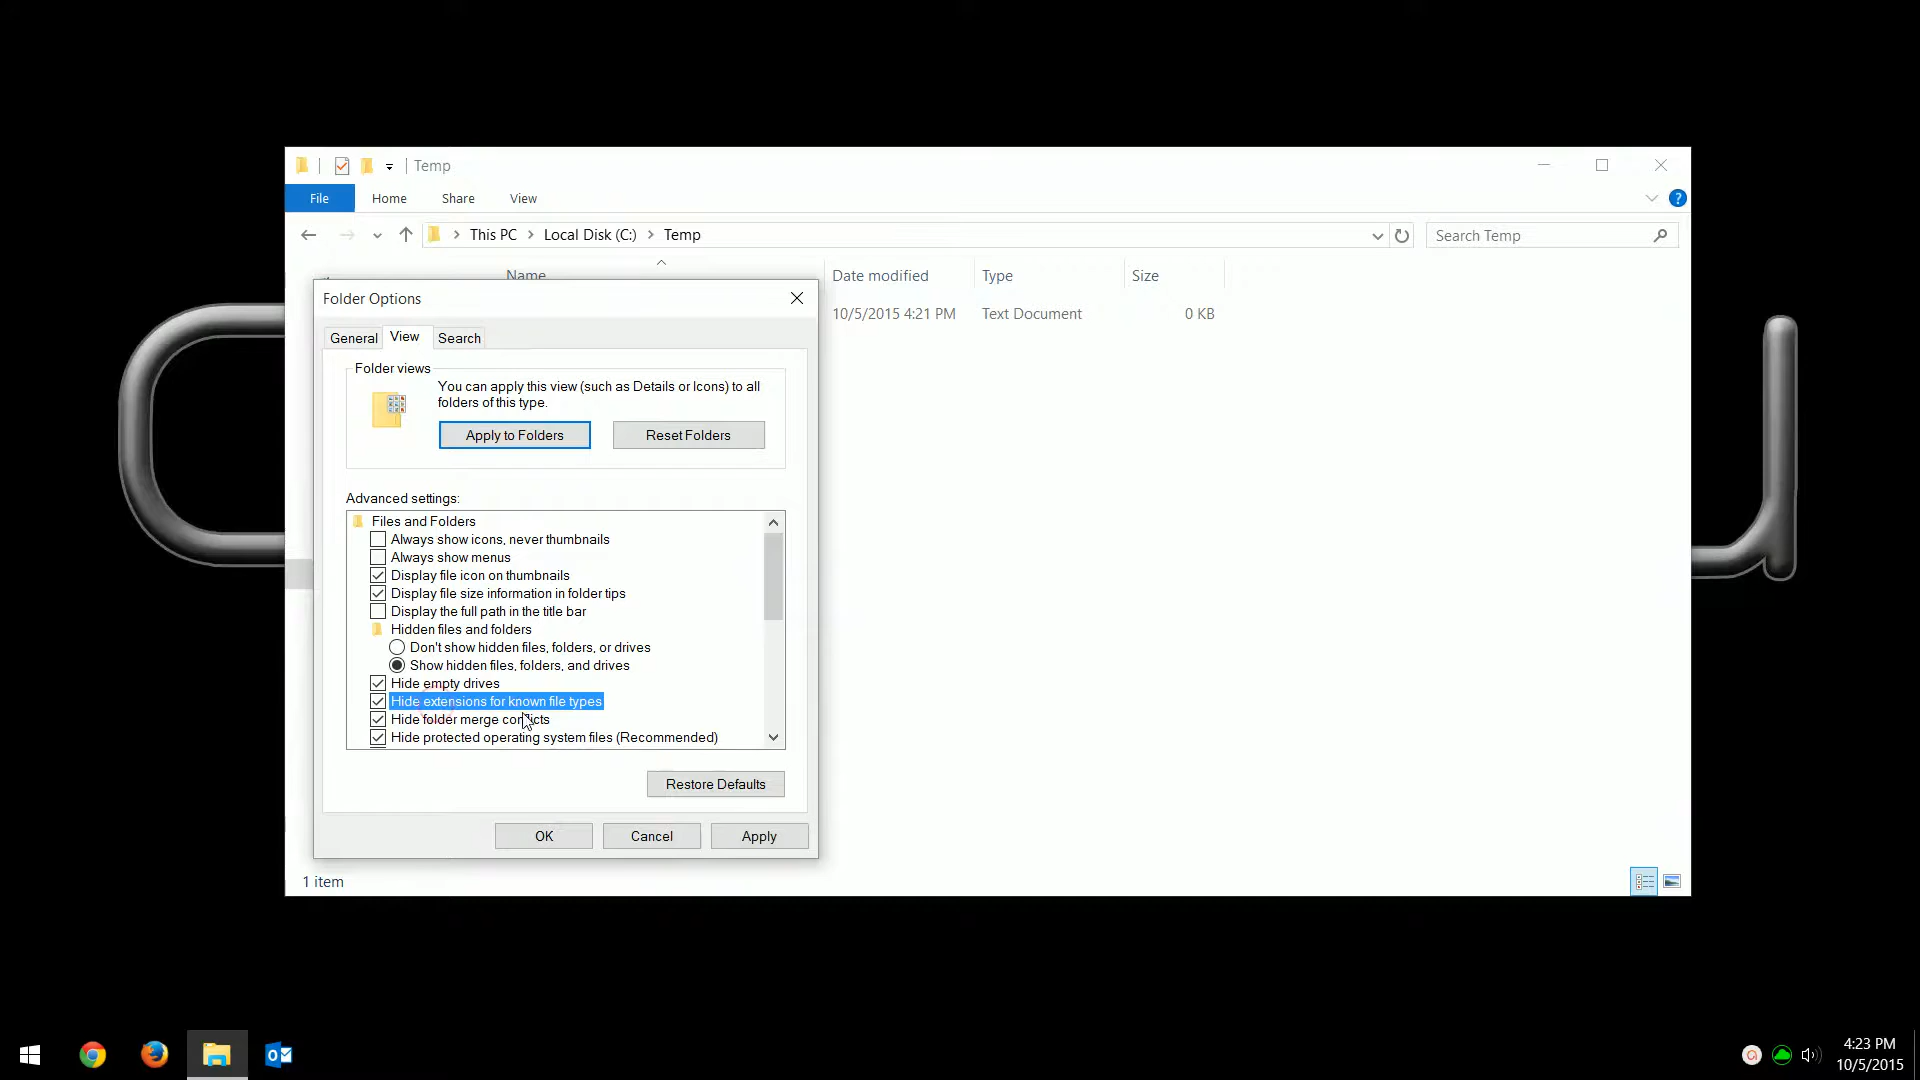 Temp
File
Home
Share
View
?
This PC
Local Disk (C:)
Temp
Search Temp
Name
Date modified
Type
Size
10/5/2015 4:21 PM
Text Document
0 KB
Folder Options
General
View
Search
Folder views
You can apply this view (such as Details or Icons) to all
folders of this type.
Apply to Folders
Reset Folders
Advanced settings:
Files and Folders
Always show icons, never thumbnails
Always show menus
Display file icon on thumbnails
Display file size information in folder tips
Display the full path in the title bar
Hidden files and folders
Don't show hidden files, folders, or drives
Show hidden files, folders, and drives
Hide empty drives
Hide extensions for known file types
Hide folder merge conflicts
Hide protected operating system files (Recommended)
Restore Defaults
OK
Cancel
Apply
1 item
4:23 PM
10/5/2015